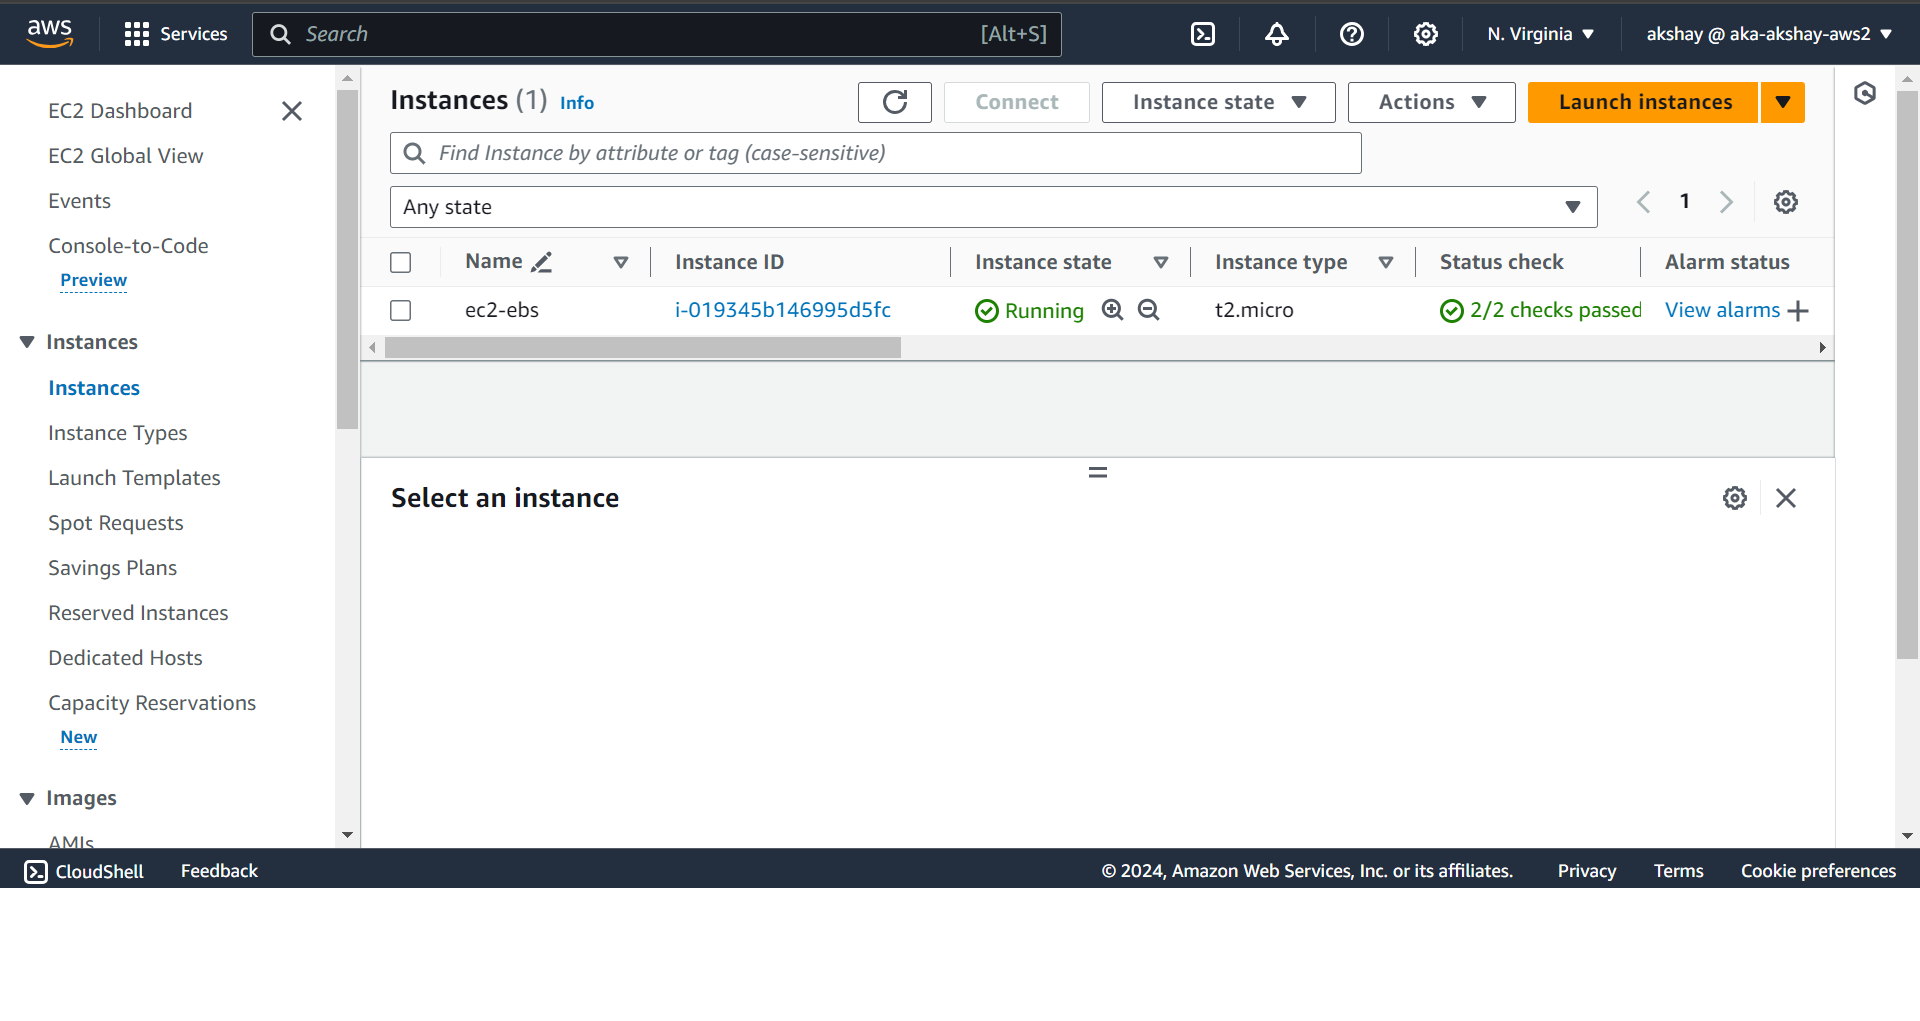 aws
Services
Search
[Alt+S]
N. Virginia
akshay @ aka-akshay-aws2
EC2 Dashboard
EC2 Global View
Events
Console-to-Code
Preview
Instances
Instances
Instance Types
Launch Templates
Spot Requests
Savings Plans
Reserved Instances
Dedicated Hosts
Capacity Reservations
New
Images
AMIs
Instances (1) Info
Connect
Instance state
Actions
Launch instances
Find Instance by attribute or tag (case-sensitive)
Any state
1
Name
Instance ID
Instance state
Instance type
Status check
Alarm status
ec2-ebs
i-019345b146995d5fc
Running
t2.micro
2/2 checks passed
View alarms
Select an instance
CloudShell
Feedback
© 2024, Amazon Web Services, Inc. or its affiliates.
Privacy
Terms
Cookie preferences